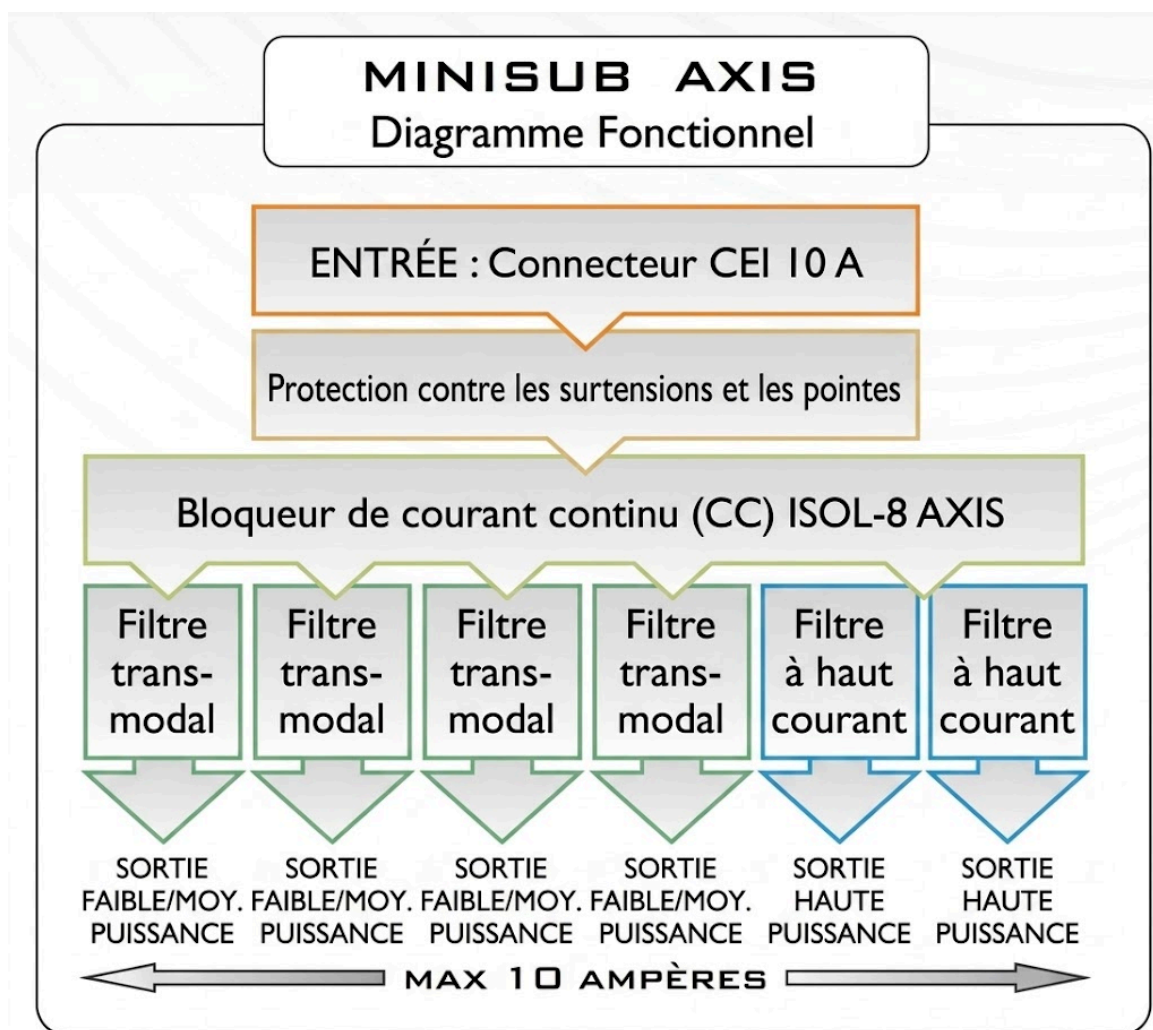 MINISUB AXIS
Diagramme Fonctionnel
ENTRÉE : Connecteur CEI 10 A
Protection contre les surtensions et les pointes
Bloqueur de courant continu (CC) ISOL-8 AXIS
Filtre
trans-
modal
Filtre
trans-
modal
Filtre
trans-
modal
Filtre
trans-
modal
Filtre
à haut
courant
Filtre
à haut
courant
SORTIE
FAIBLE/MOY.
PUISSANCE
SORTIE
FAIBLE/MOY.
PUISSANCE
SORTIE
FAIBLE/MOY.
PUISSANCE
SORTIE
FAIBLE/MOY.
PUISSANCE
SORTIE
HAUTE
PUISSANCE
SORTIE
HAUTE
PUISSANCE
MAX 10 AMPÈRES